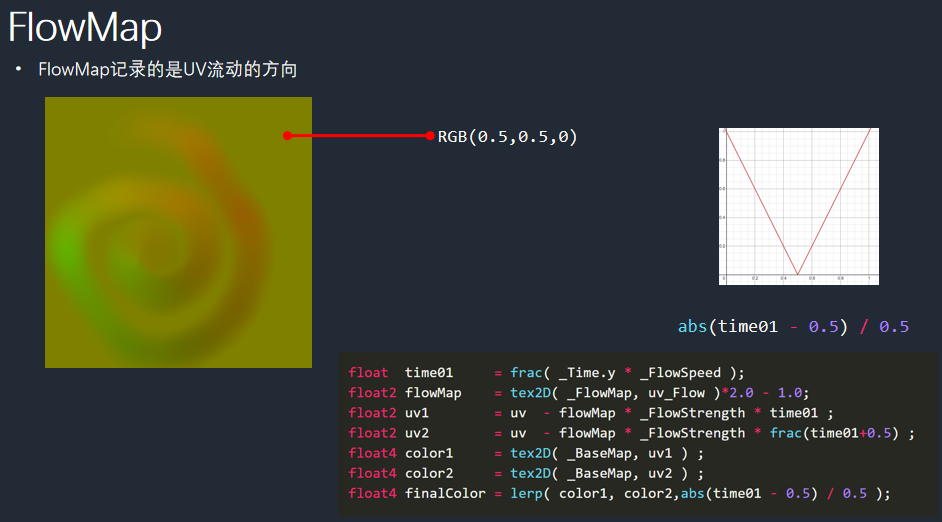 FlowMap
• FlowMap记录的是UV流动的方向
RGB(0.5,0.5,0)
abs(time01 - 0.5) / 0.5
float time01 = frac( _Time.y * _FlowSpeed );
float2 flowMap = tex2D( _FlowMap, uv_Flow )*2.0 - 1.0;
float2 uv1 = uv - flowMap * _FlowStrength * time01 ;
float2 uv2 = uv - flowMap * _FlowStrength * frac(time01+0.5) ;
float4 color1 = tex2D( _BaseMap, uv1 ) ;
float4 color2 = tex2D( _BaseMap, uv2 ) ;
float4 finalColor = lerp( color1, color2,abs(time01 - 0.5) / 0.5 );